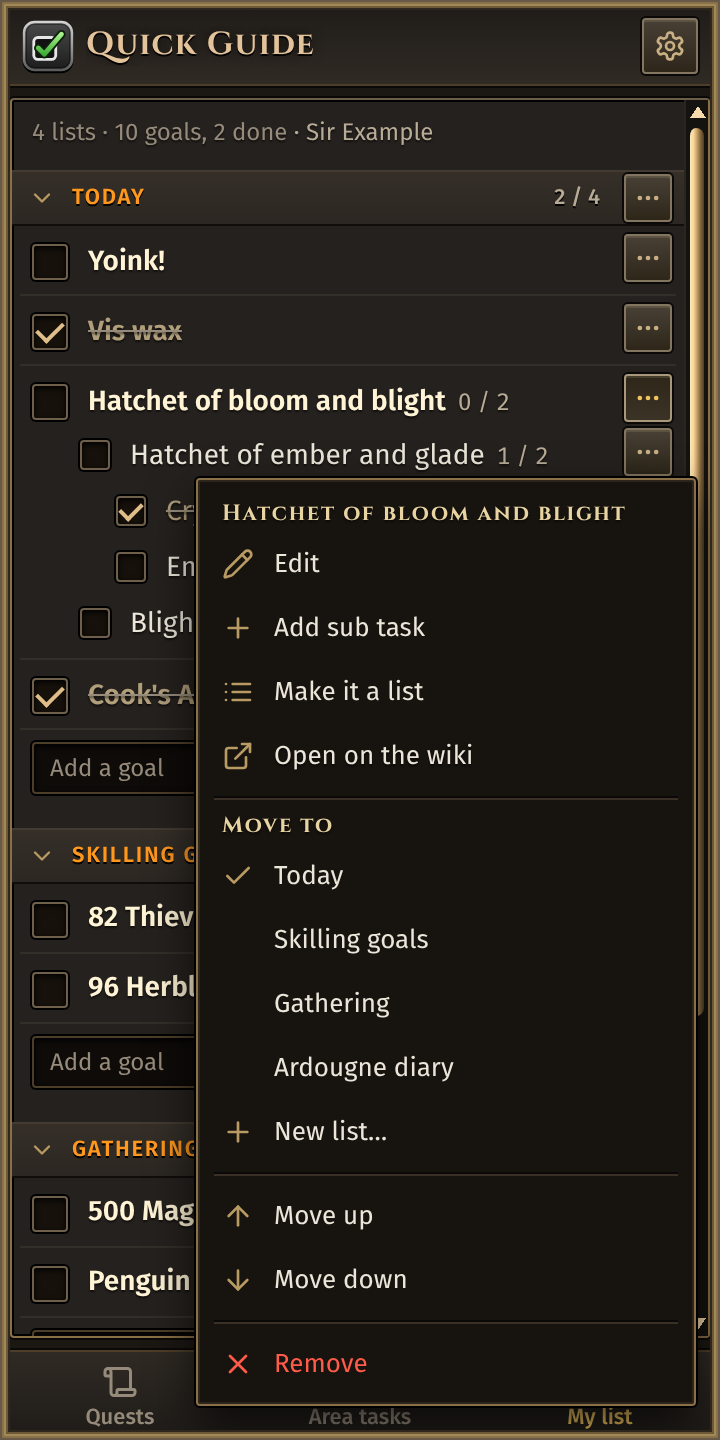 Quick Guide
4 lists · 10 goals, 2 done · Sir Example
TODAY 2 / 4
Yoink!
Vis wax
Hatchet of bloom and blight 0 / 2
Hatchet of ember and glade 1 / 2
Hatchet of bloom and blight
Edit
Add sub task
Make it a list
Open on the wiki
Move to
Today
Skilling goals
Gathering
Ardougne diary
New list...
Move up
Move down
Remove
Cook's A
Add a goal
SKILLING G
82 Thiev
96 Herbl
Add a goal
GATHERING
500 Mag
Penguin
Quests
Area tasks
My list